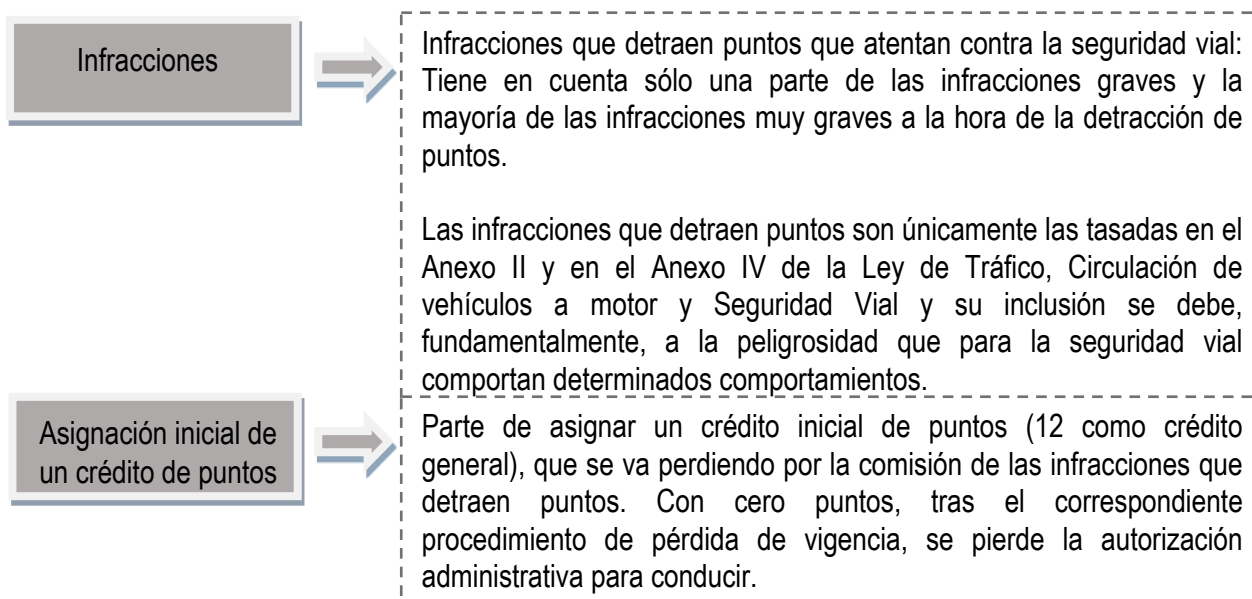 Infracciones
Infracciones que detraen puntos que atentan contra la seguridad vial:
Tiene en cuenta sólo una parte de las infracciones graves y la
mayoría de las infracciones muy graves a la hora de la detracción de
puntos.
Las infracciones que detraen puntos son únicamente las tasadas en el
Anexo II y en el Anexo IV de la Ley de Tráfico, Circulación de
vehículos a motor y Seguridad Vial y su inclusión se debe,
fundamentalmente, a la peligrosidad que para la seguridad vial
comportan determinados comportamientos.
Asignación inicial de
un crédito de puntos
Parte de asignar un crédito inicial de puntos (12 como crédito
general), que se va perdiendo por la comisión de las infracciones que
detraen puntos. Con cero puntos, tras el correspondiente
procedimiento de pérdida de vigencia, se pierde la autorización
administrativa para conducir.